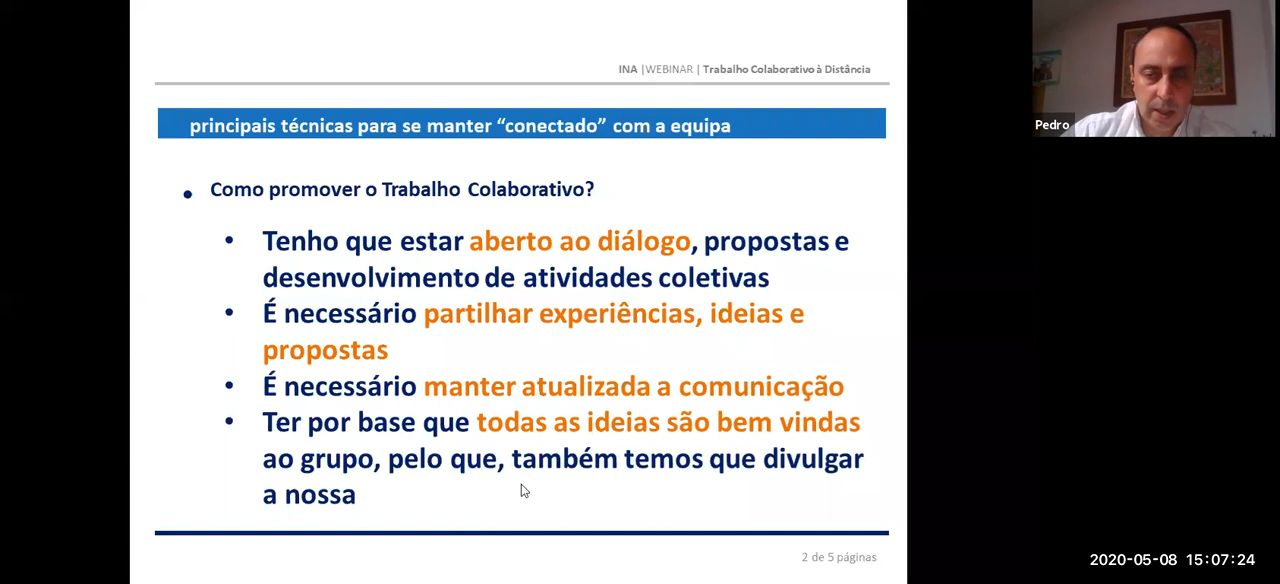 INA |WEBINAR | Trabalho Colaborativo à Distância
principais técnicas para se manter “conectado” com a equipa
• Como promover o Trabalho Colaborativo?
• Tenho que estar aberto ao diálogo, propostas e
desenvolvimento de atividades coletivas
• É necessário partilhar experiências, ideias e
propostas
• É necessário manter atualizada a comunicação
• Ter por base que todas as ideias são bem vindas
ao grupo, pelo que, também temos que divulgar
a nossa
2 de 5 páginas
Pedro
2020-05-08 15:07:24